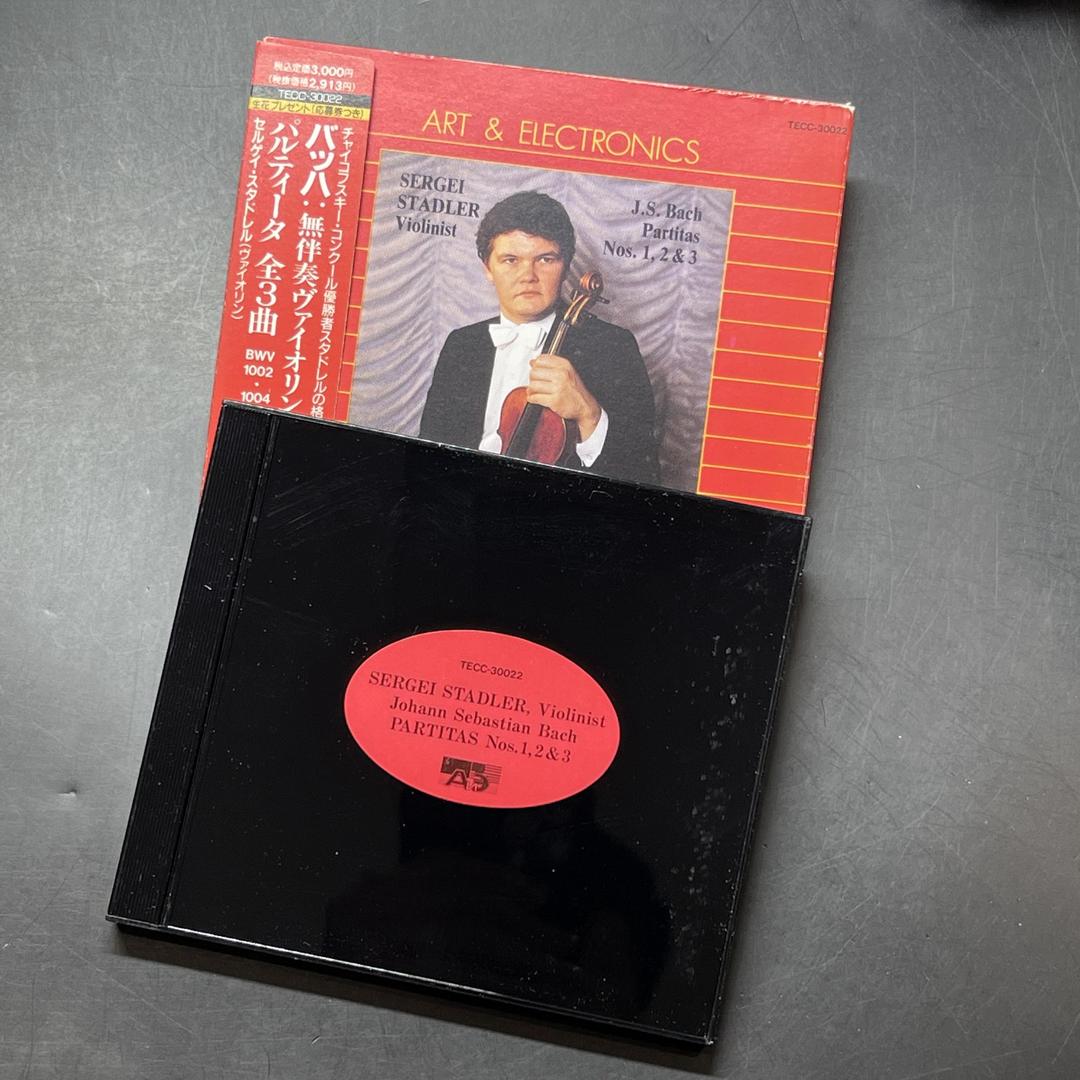 税込定価3,000円
(税抜価格2,913円)
TECC-30022
生花プレゼント(応募券つき)
チャイコフスキー・コンクール優勝者スタドレルの格
バッハ:無伴奏ヴァイオリン
パルティータ 全3曲
セルゲイ・スタドレル(ヴァイオリン)
BWV
1002
・
1004
TECC-30022
ART & ELECTRONICS
SERGEI
STADLER
Violinist
J.S. Bach
Partitas
Nos. 1, 2 & 3
TECC-30022
SERGEI STADLER, Violinist
Johann Sebastian Bach
PARTITAS Nos.1,2&3